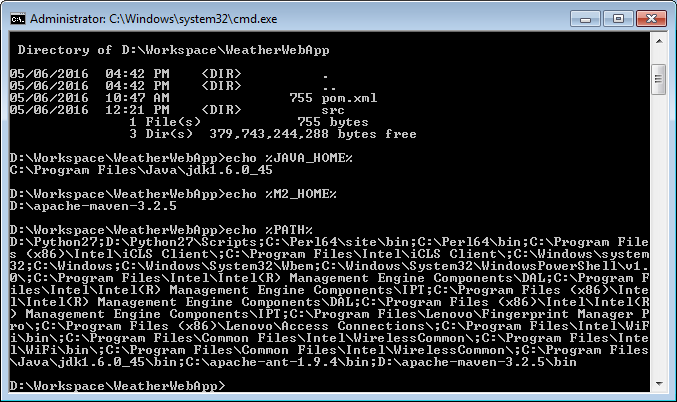 Administrator: C:\Windows\system32\cmd.exe
Directory of D:\Workspace\WeatherWebApp
05/06/2016  04:42 PM    <DIR>          .
05/06/2016  04:42 PM    <DIR>          ..
05/06/2016  10:47 AM               755 pom.xml
05/06/2016  12:21 PM    <DIR>          src
1 File(s)            755 bytes
3 Dir(s)  379,743,244,288 bytes free
D:\Workspace\WeatherWebApp>echo %JAVA_HOME%
C:\Program Files\Java\jdk1.6.0_45
D:\Workspace\WeatherWebApp>echo %M2_HOME%
D:\apache-maven-3.2.5
D:\Workspace\WeatherWebApp>echo %PATH%
D:\Python27;D:\Python27\Scripts;C:\Perl64\site\bin;C:\Perl64\bin;C:\Program File
s (x86)\Intel\iCLS Client\;C:\Program Files\Intel\iCLS Client\;C:\Windows\system
32;C:\Windows;C:\Windows\System32\Wbem;C:\Windows\System32\WindowsPowerShell\v1.
0\;C:\Program Files\Intel\Intel(R) Management Engine Components\DAL;C:\Program F
iles\Intel\Intel(R) Management Engine Components\IPT;C:\Program Files (x86)\Inte
l\Intel(R) Management Engine Components\DAL;C:\Program Files (x86)\Intel\Intel(R
) Management Engine Components\IPT;C:\Program Files\Lenovo\Fingerprint Manager P
ro\;C:\Program Files (x86)\Lenovo\Access Connections\;C:\Program Files\Intel\WiF
i\bin\;C:\Program Files\Common Files\Intel\WirelessCommon\;C:\Program Files\Inte
l\WiFi\bin\;C:\Program Files\Common Files\Intel\WirelessCommon\;C:\Program Files
\Java\jdk1.6.0_45\bin;C:\apache-ant-1.9.4\bin;D:\apache-maven-3.2.5\bin
D:\Workspace\WeatherWebApp>